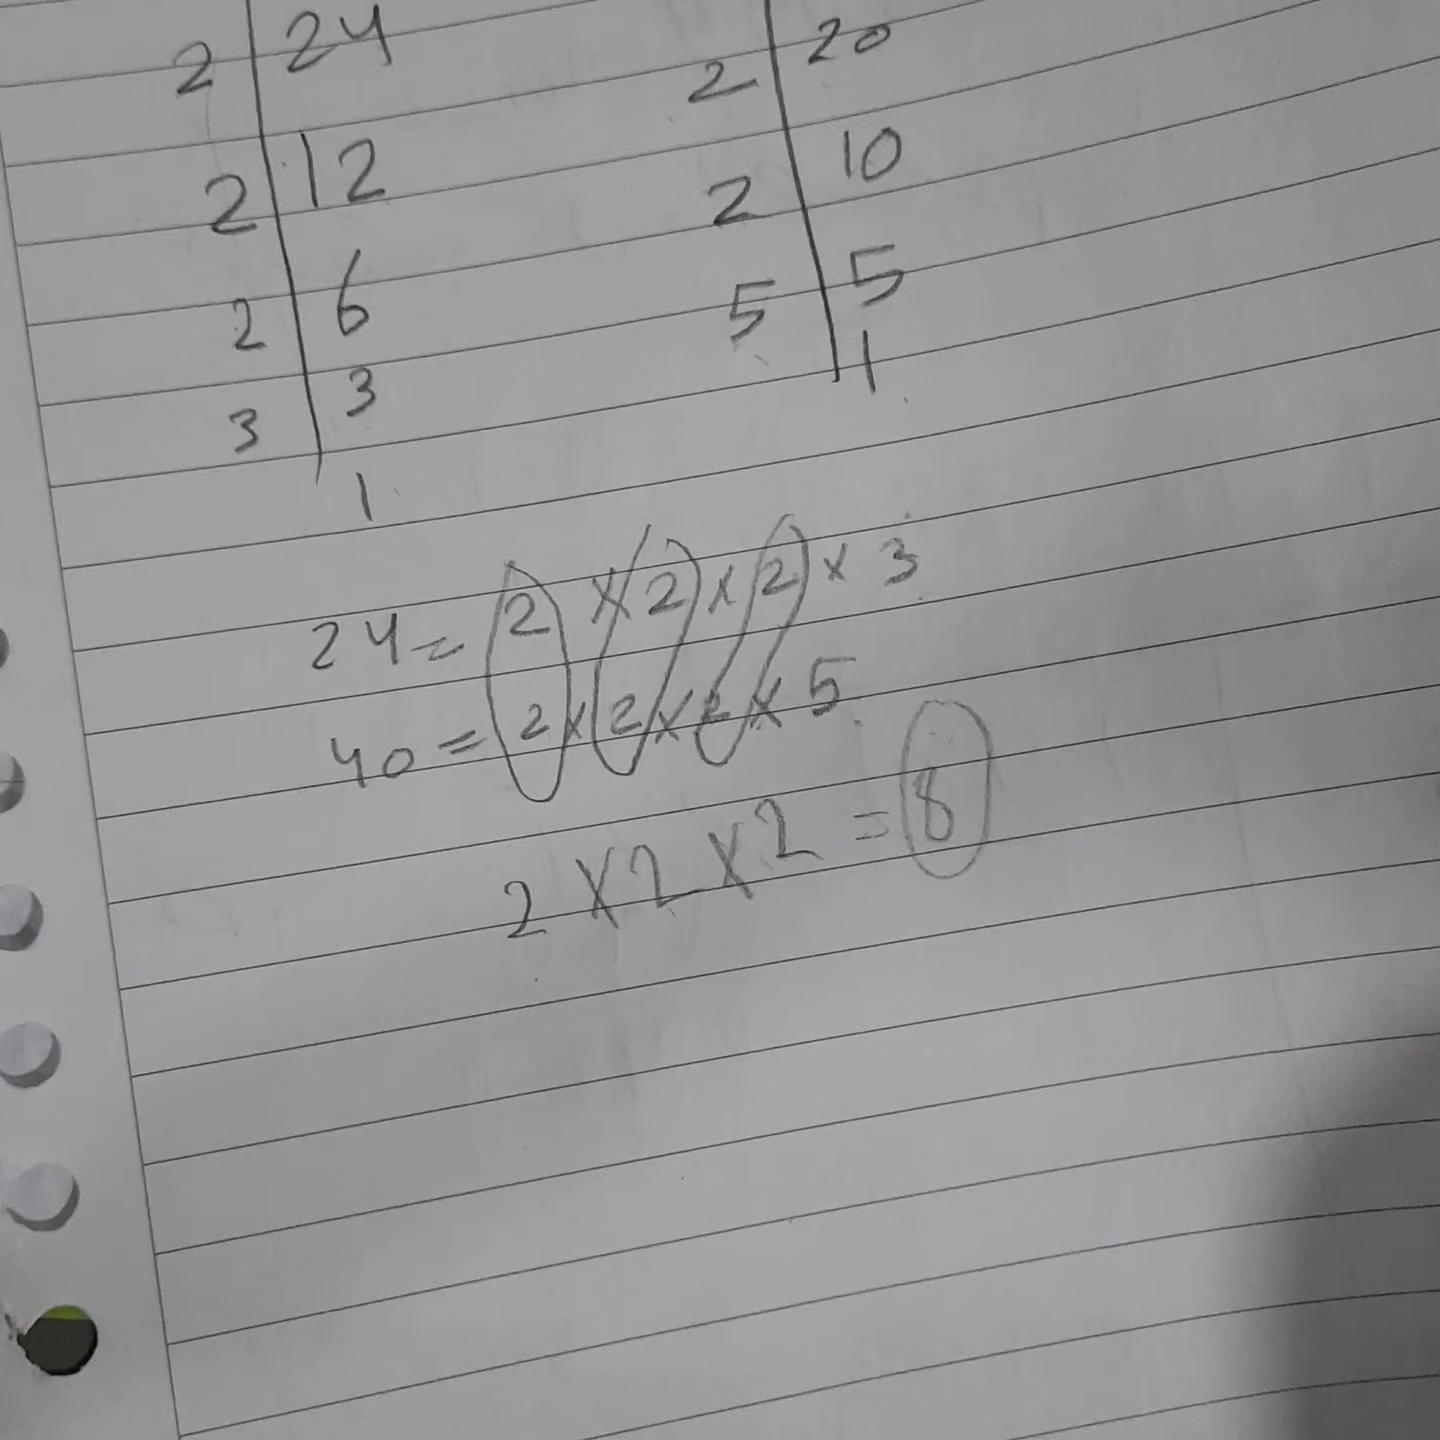 2 | 24
2 | 12
2 | 6
3 | 3
1
2 | 20
2 | 10
5 | 5
1
24 = 2 × 2 × 2 × 3
40 = 2 × 2 × 2 × 5
2 × 2 × 2 = 8